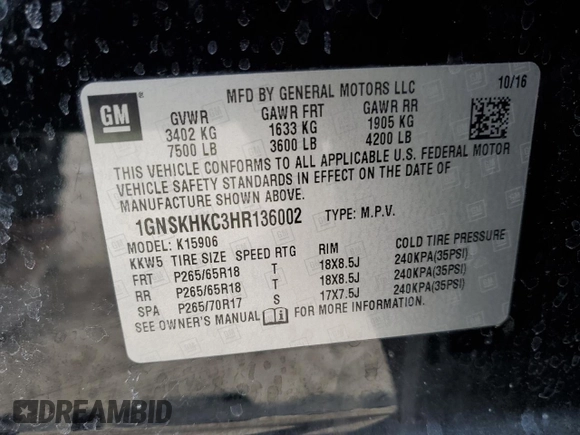 MFD BY GENERAL MOTORS LLC 10/16
GM ®
GVWR GAWR FRT GAWR RR
3402 KG 1633 KG 1905 KG
7500 LB 3600 LB 4200 LB
THIS VEHICLE CONFORMS TO ALL APPLICABLE U.S. FEDERAL MOTOR
VEHICLE SAFETY STANDARDS IN EFFECT ON THE DATE OF
MANUFACTURE SHOWN ABOVE.
1GNSKHKC3HR136002 TYPE: M.P.V.
MODEL: K15906
KKW5 TIRE SIZE SPEED RTG RIM COLD TIRE PRESSURE
FRT P265/65R18 T 18X8.5J 240KPA(35PSI)
RR P265/65R18 T 18X8.5J 240KPA(35PSI)
SPA P265/70R17 S 17X7.5J 240KPA(35PSI)
SEE OWNER'S MANUAL FOR MORE INFORMATION.
DREAMBID